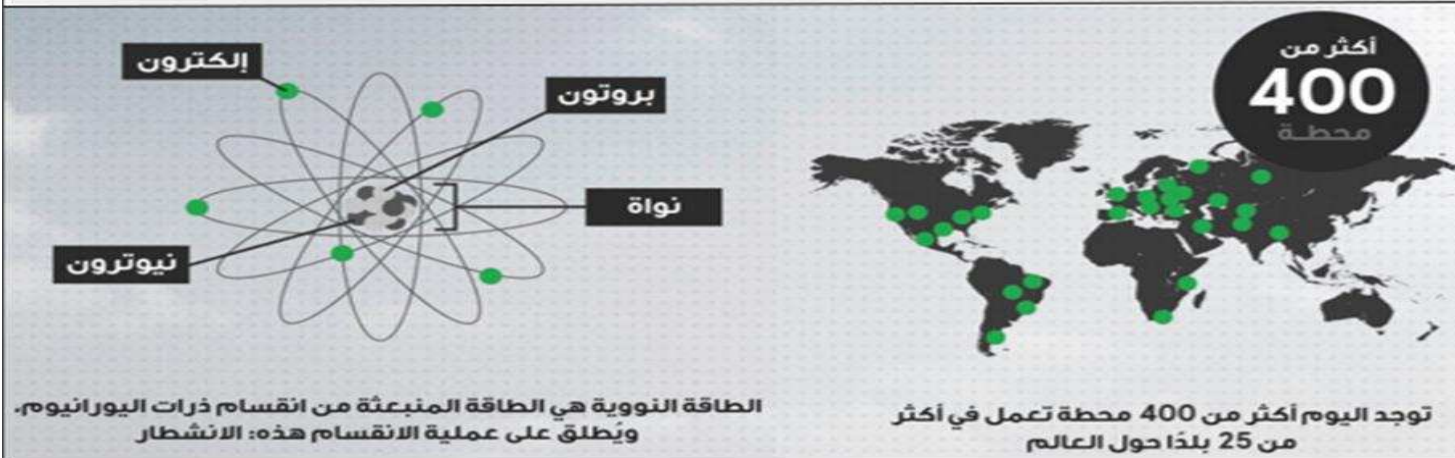 أكثر من
400
محطـة
توجد اليوم أكثر من 400 محطة تعمل في أكثر
من 25 بلدًا حول العالم
إلكترون
بروتون
نواة
نيوترون
الطاقة النووية هي الطاقة المنبعثة من انقسام ذرات اليورانيوم،
ويُطلق على عملية الانقسام هذه: الانشطار